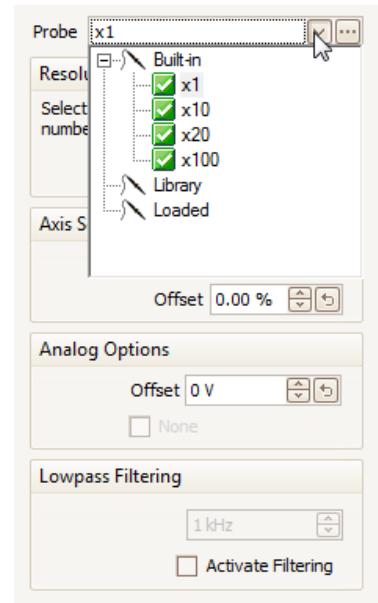 Probe x1
Built-in
x1
x10
x20
x100
Library
Loaded
Resolu
Select
numbe
Axis S
Offset 0.00 %
Analog Options
Offset 0 V
None
Lowpass Filtering
1 kHz
Activate Filtering